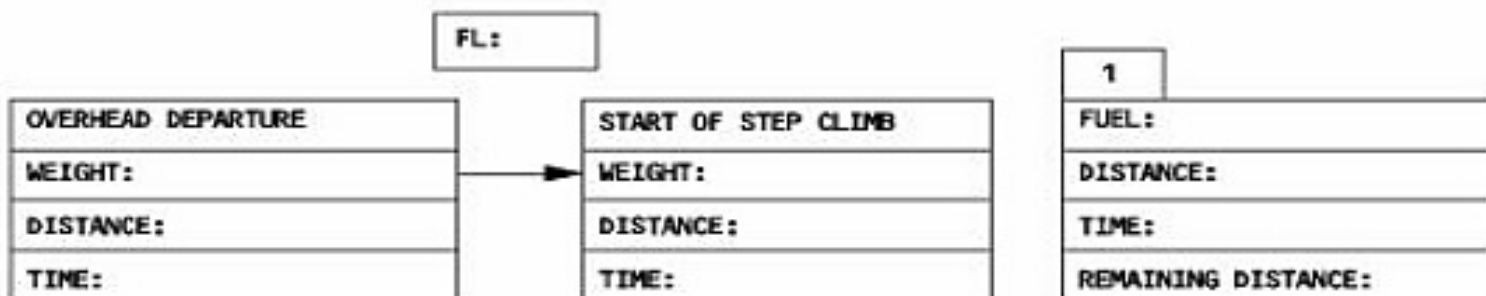 FL:
OVERHEAD DEPARTURE
WEIGHT:
DISTANCE:
TIME:
START OF STEP CLIMB
WEIGHT:
DISTANCE:
TIME:
1
FUEL:
DISTANCE:
TIME:
REMAINING DISTANCE: